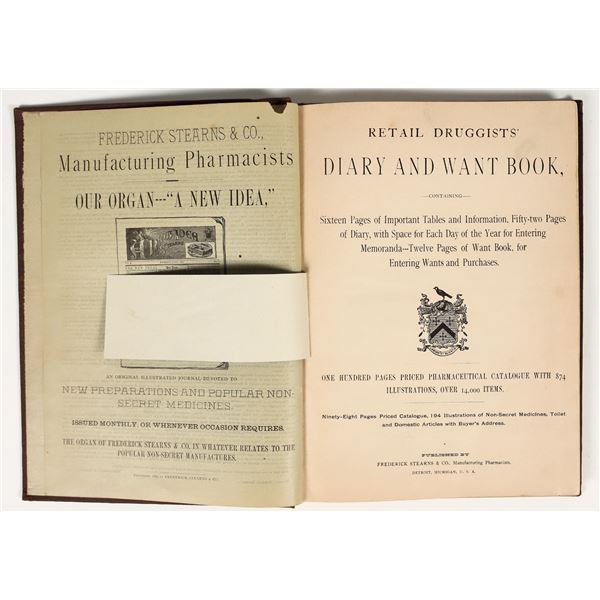 FREDERICK STEARNS & CO.,
Manufacturing Pharmacists
OUR ORGAN---"A NEW IDEA,"
AN ORIGINAL ILLUSTRATED JOURNAL DEVOTED TO
NEW PREPARATIONS AND POPULAR NON-
SECRET MEDICINES.
ISSUED MONTHLY, OR WHENEVER OCCASION REQUIRES.
THE ORGAN OF FREDERICK STEARNS & CO. IN WHATEVER RELATES TO THE
POPULAR NON-SECRET MANUFACTURES.
FREDERICK STEARNS & CO.
RETAIL DRUGGISTS'
DIARY AND WANT BOOK,
—CONTAINING—
Sixteen Pages of Important Tables and Information, Fifty-two Pages
of Diary, with Space for Each Day of the Year for Entering
Memoranda—Twelve Pages of Want Book, for
Entering Wants and Purchases.
ONE HUNDRED PAGES PRICED PHARMACEUTICAL CATALOGUE WITH 874
ILLUSTRATIONS, OVER 14,000 ITEMS.
Ninety-Eight Pages Priced Catalogue, 194 Illustrations of Non-Secret Medicines, Toilet
and Domestic Articles with Buyer's Address.
PUBLISHED BY
FREDERICK STEARNS & CO., Manufacturing Pharmacists,
DETROIT, MICHIGAN, U. S. A.